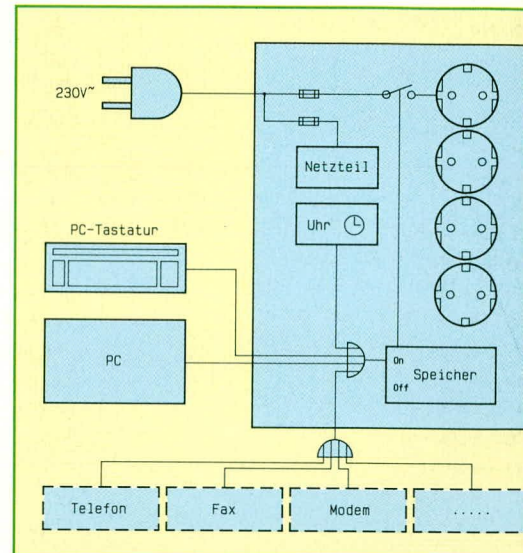 230V~
Netzteil
Uhr
PC-Tastatur
PC
On
Off
Speicher
Telefon
Fax
Modem
.....